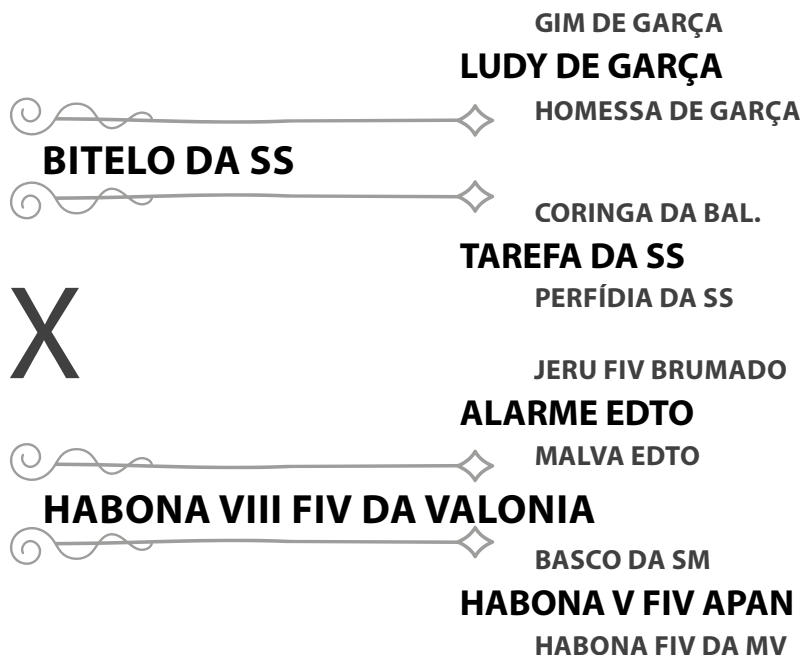 GIM DE GARÇA
LUDY DE GARÇA
HOMESSA DE GARÇA
BITELO DA SS
CORINGA DA BAL.
TAREFA DA SS
PERFÍDIA DA SS
X
JERU FIV BRUMADO
ALARME EDTO
MALVA EDTO
HABONA VIII FIV DA VALONIA
BASCO DA SM
HABONA V FIV APAN
HABONA FIV DA MV